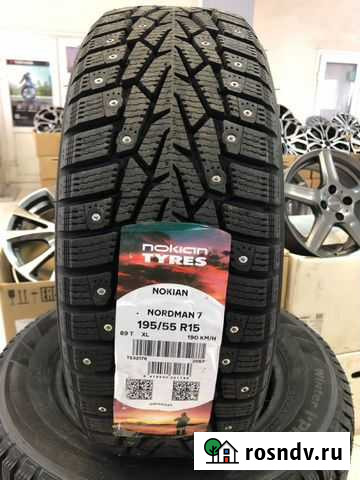 nokian
TYRES
NOKIAN
NORDMAN 7
195/55 R15
89 T XL 190 KM/H
rosndv.ru